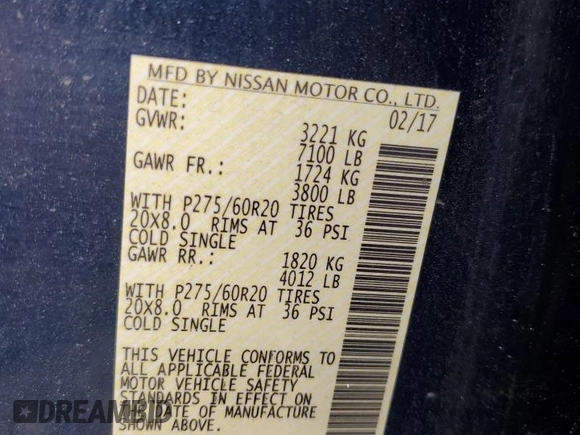 MFD BY NISSAN MOTOR CO., LTD.
DATE: 02/17
GVWR: 3221 KG
7100 LB
GAWR FR.: 1724 KG
3800 LB
WITH P275/60R20 TIRES
20X8.0 RIMS AT 36 PSI
COLD SINGLE
GAWR RR.: 1820 KG
4012 LB
WITH P275/60R20 TIRES
20X8.0 RIMS AT 36 PSI
COLD SINGLE
THIS VEHICLE CONFORMS TO
ALL APPLICABLE FEDERAL
MOTOR VEHICLE SAFETY
STANDARDS IN EFFECT ON
DATE OF MANUFACTURE
SHOWN ABOVE.
DREAMBID